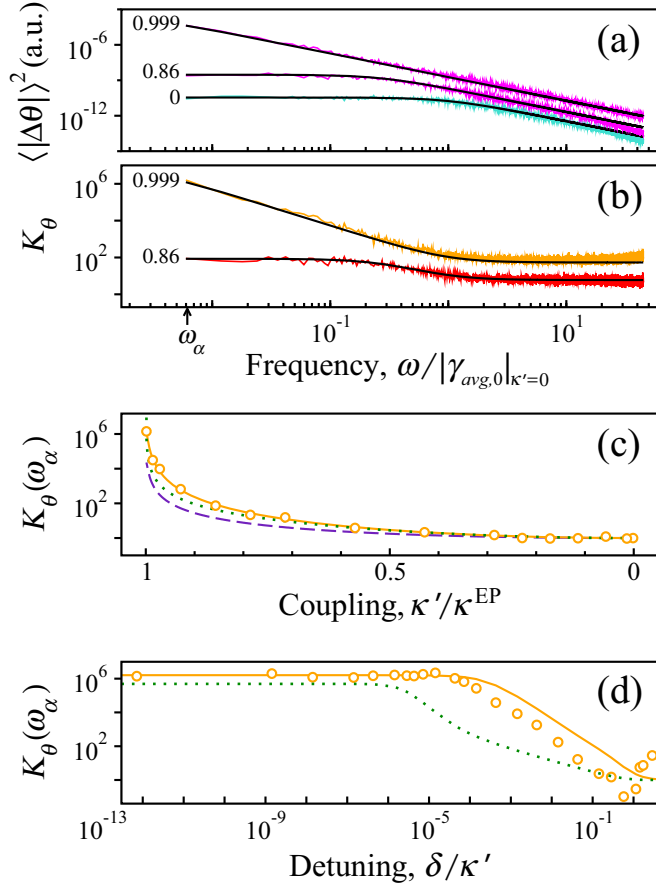 (a)
⟨|Δθ|⟩² (a.u.)
10⁻⁶
10⁻¹²
0.999
0.86
0
(b)
K_θ
10⁶
10²
0.999
0.86
ω_α
10⁻¹
10¹
Frequency, ω/|γ_avg,0|_κ′=0
(c)
K_θ(ω_α)
10⁶
10²
1
0.5
0
Coupling, κ′/κ^EP
(d)
K_θ(ω_α)
10⁶
10²
10⁻¹³
10⁻⁹
10⁻⁵
10⁻¹
Detuning, δ/κ′